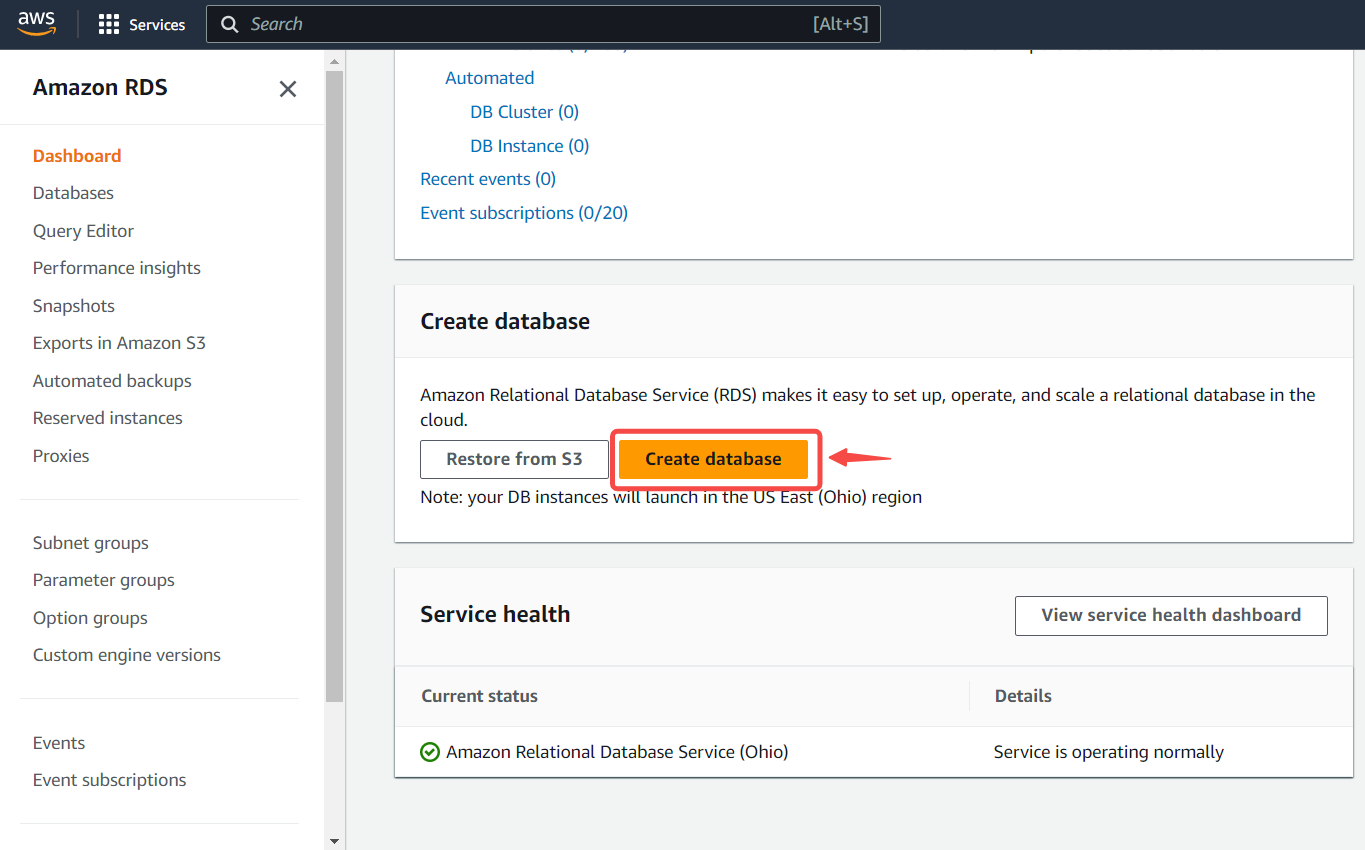 aws
Services
Search
[Alt+S]
Amazon RDS
Dashboard
Databases
Query Editor
Performance insights
Snapshots
Exports in Amazon S3
Automated backups
Reserved instances
Proxies
Subnet groups
Parameter groups
Option groups
Custom engine versions
Events
Event subscriptions
Automated
DB Cluster (0)
DB Instance (0)
Recent events (0)
Event subscriptions (0/20)
Create database
Amazon Relational Database Service (RDS) makes it easy to set up, operate, and scale a relational database in the
cloud.
Restore from S3
Create database
Note: your DB instances will launch in the US East (Ohio) region
Service health
View service health dashboard
Current status
Details
Amazon Relational Database Service (Ohio)
Service is operating normally